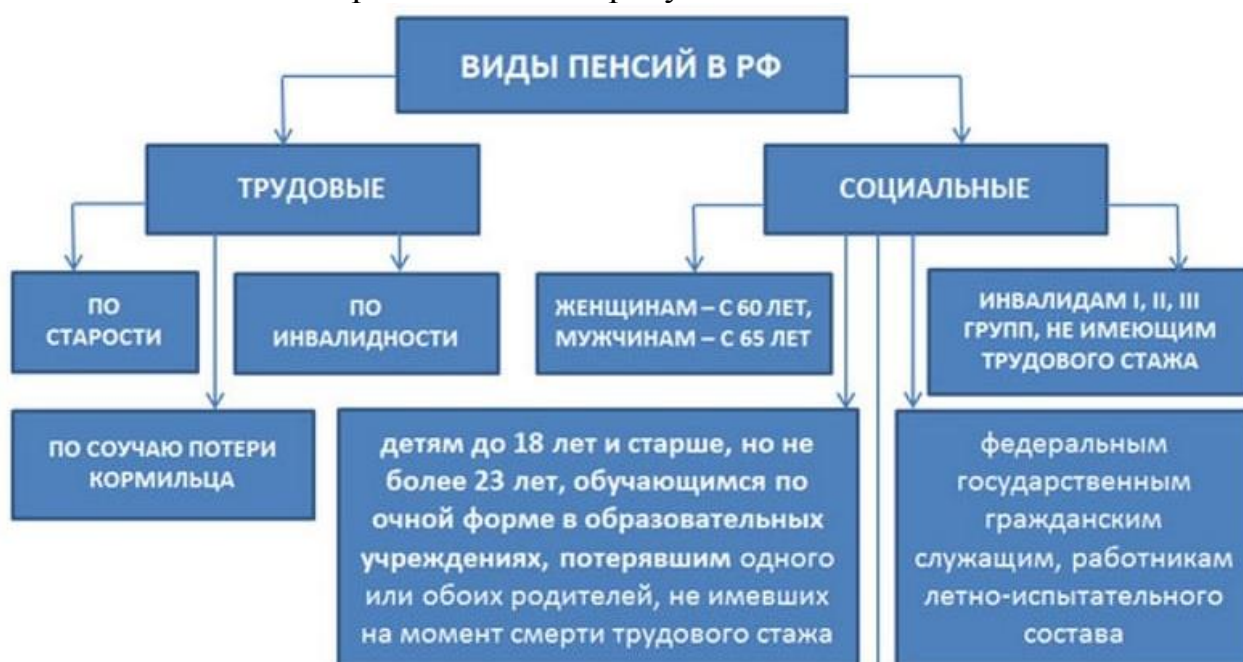 ВИДЫ ПЕНСИЙ В РФ
ТРУДОВЫЕ
СОЦИАЛЬНЫЕ
ПО
СТАРОСТИ
ПО
ИНВАЛИДНОСТИ
ЖЕНЩИНАМ – С 60 ЛЕТ,
МУЖЧИНАМ – С 65 ЛЕТ
ИНВАЛИДАМ I, II, III
ГРУПП, НЕ ИМЕЮЩИМ
ТРУДОВОГО СТАЖА
ПО СОУЧАЮ ПОТЕРИ
КОРМИЛЬЦА
детям до 18 лет и старше, но не
более 23 лет, обучающимся по
очной форме в образовательных
учреждениях, потерявшим одного
или обоих родителей, не имевших
на момент смерти трудового стажа
федеральным
государственным
гражданским
служащим, работникам
летно-испытательного
состава